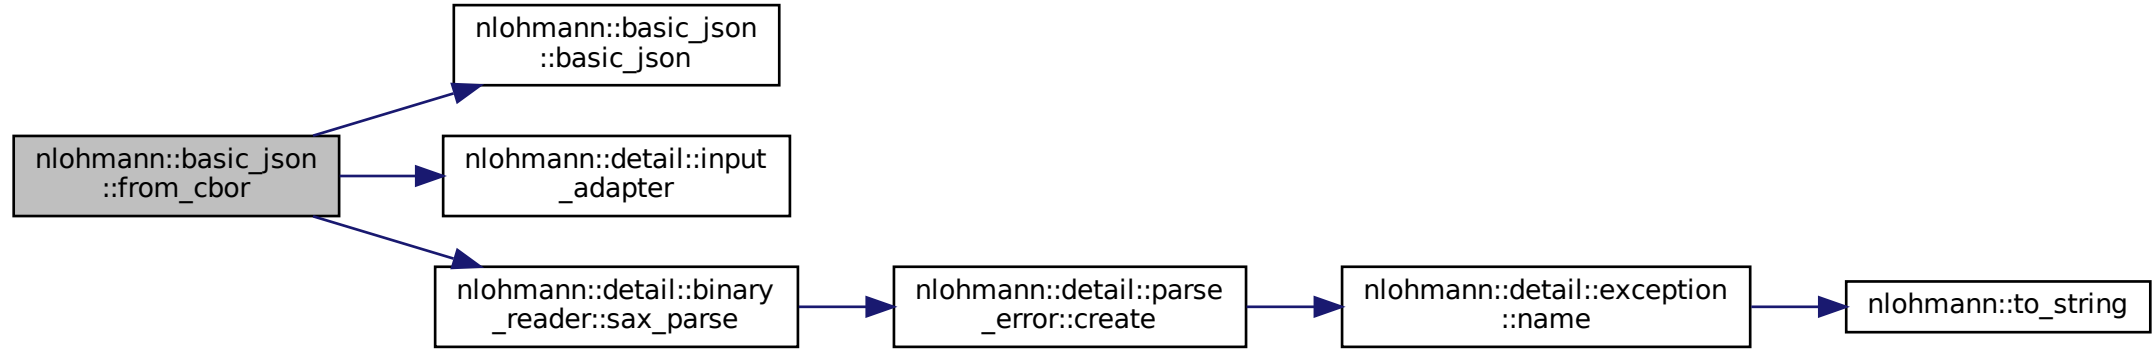 nlohmann::basic_json
::basic_json
nlohmann::basic_json
::from_cbor
nlohmann::detail::input
_adapter
nlohmann::detail::binary
_reader::sax_parse
nlohmann::detail::parse
_error::create
nlohmann::detail::exception
::name
nlohmann::to_string